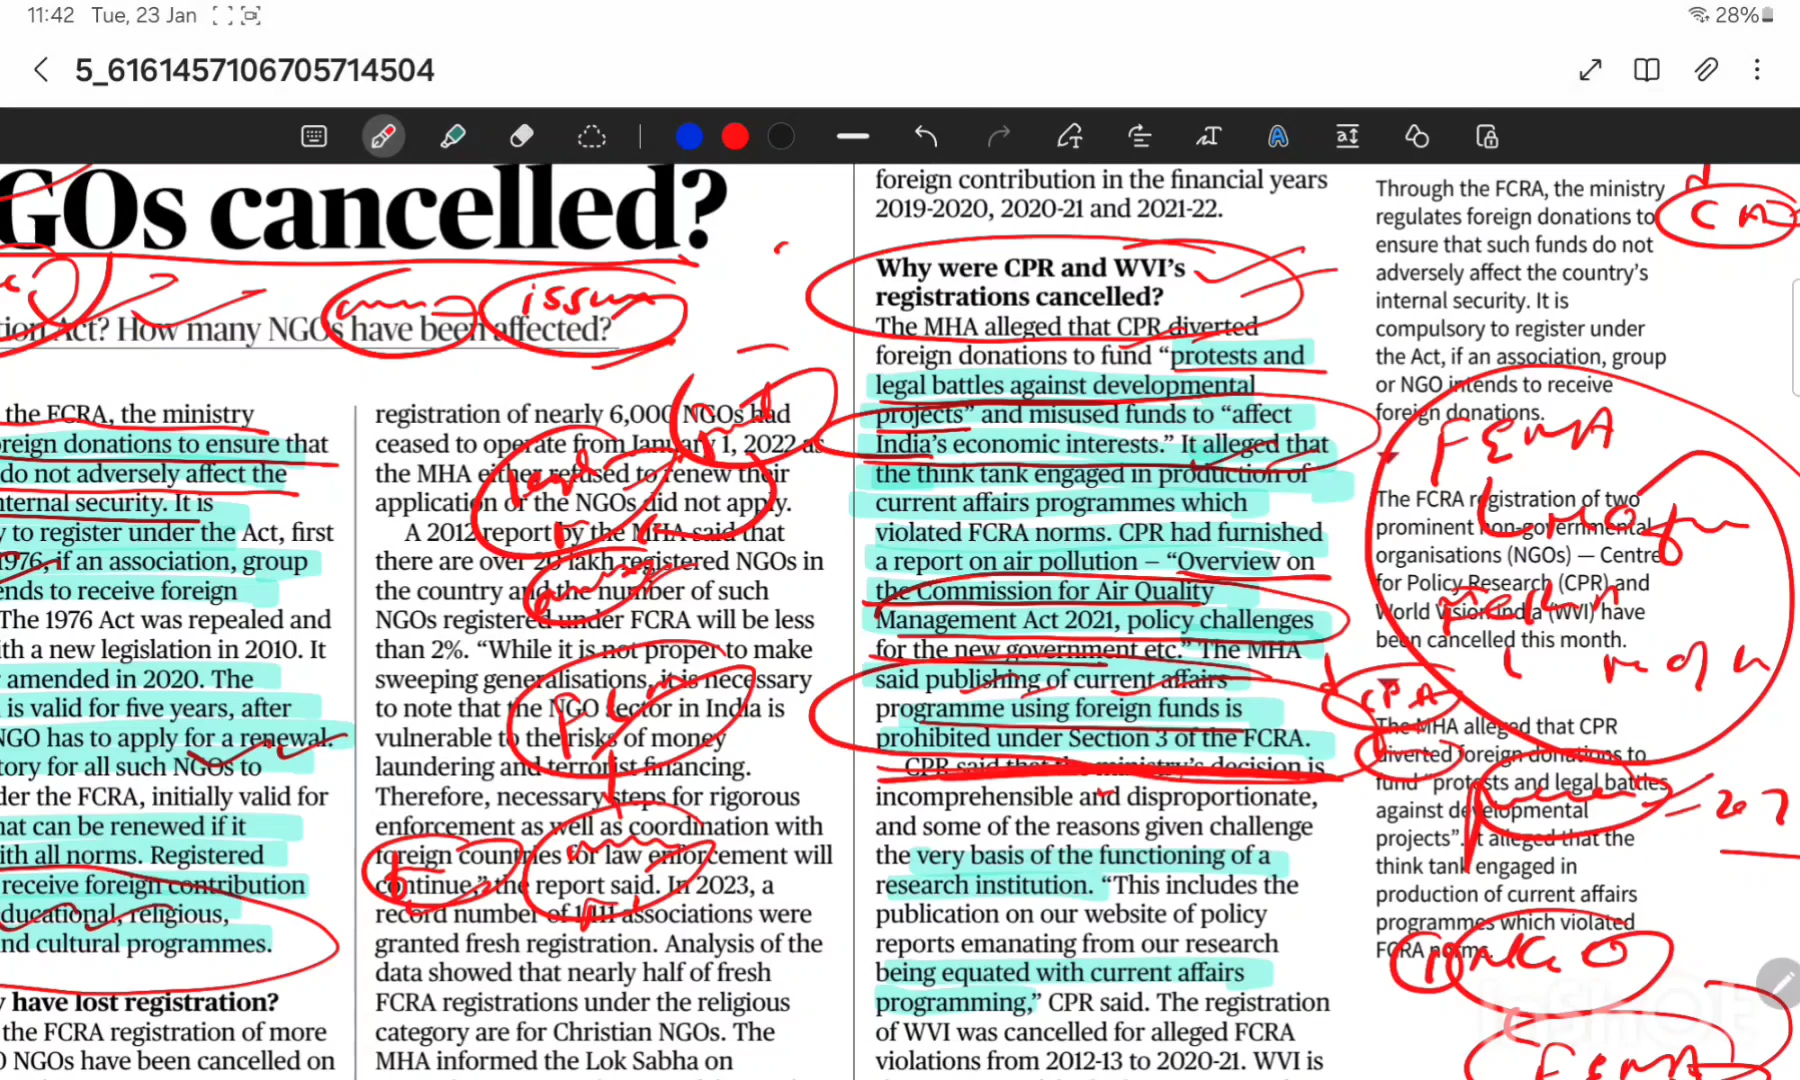 11:42 Tue, 23 Jan
28%
5_6161457106705714504
GOs cancelled?
issue
tion Act? How many NGOs have been affected?
the FCRA, the ministry
oreign donations to ensure that
do not adversely affect the
nternal security. It is
y to register under the Act, first
1976, if an association, group
ends to receive foreign
The 1976 Act was repealed and
ith a new legislation in 2010. It
amended in 2020. The
is valid for five years, after
NGO has to apply for a renewal.
tory for all such NGOs to
der the FCRA, initially valid for
hat can be renewed if it
ith all norms. Registered
receive foreign contribution
ducational, religious,
nd cultural programmes.
y have lost registration?
the FCRA registration of more
O NGOs have been cancelled on
registration of nearly 6,000 NGOs had
ceased to operate from January 1, 2022 as
the MHA either refused to renew their
application or the NGOs did not apply.
A 2012 report by the MHA said that
there are over 20 lakh registered NGOs in
the country and the number of such
NGOs registered under FCRA will be less
than 2%. “While it is not proper to make
sweeping generalisations, it is necessary
to note that the NGO sector in India is
vulnerable to the risks of money
laundering and terrorist financing.
Therefore, necessary steps for rigorous
enforcement as well as coordination with
foreign countries for law enforcement will
continue,” the report said. In 2023, a
record number of 1,111 associations were
granted fresh registration. Analysis of the
data showed that nearly half of fresh
FCRA registrations under the religious
category are for Christian NGOs. The
MHA informed the Lok Sabha on
foreign contribution in the financial years
2019-2020, 2020-21 and 2021-22.
Why were CPR and WVI’s
registrations cancelled?
The MHA alleged that CPR diverted
foreign donations to fund “protests and
legal battles against developmental
projects” and misused funds to “affect
India’s economic interests.” It alleged that
the think tank engaged in production of
current affairs programmes which
violated FCRA norms. CPR had furnished
a report on air pollution – “Overview on
the Commission for Air Quality
Management Act 2021, policy challenges
for the new government etc.” The MHA
said publishing of current affairs
programme using foreign funds is
prohibited under Section 3 of the FCRA.
CPR said that the ministry’s decision is
incomprehensible and disproportionate,
and some of the reasons given challenge
the very basis of the functioning of a
research institution. “This includes the
publication on our website of policy
reports emanating from our research
being equated with current affairs
programming,” CPR said. The registration
of WVI was cancelled for alleged FCRA
violations from 2012-13 to 2020-21. WVI is
Through the FCRA, the ministry
regulates foreign donations to
ensure that such funds do not
adversely affect the country’s
internal security. It is
compulsory to register under
the Act, if an association, group
or NGO intends to receive
foreign donations.
FEMA
The FCRA registration of two
prominent non-governmental
organisations (NGOs) — Centre
for Policy Research (CPR) and
World Vision India (WVI) have
been cancelled this month.
The MHA alleged that CPR
diverted foreign donations to
fund “protests and legal battles
against developmental
projects”. It alleged that the
think tank engaged in
production of current affairs
programmes which violated
FCRA norms.
NGO
FEMA